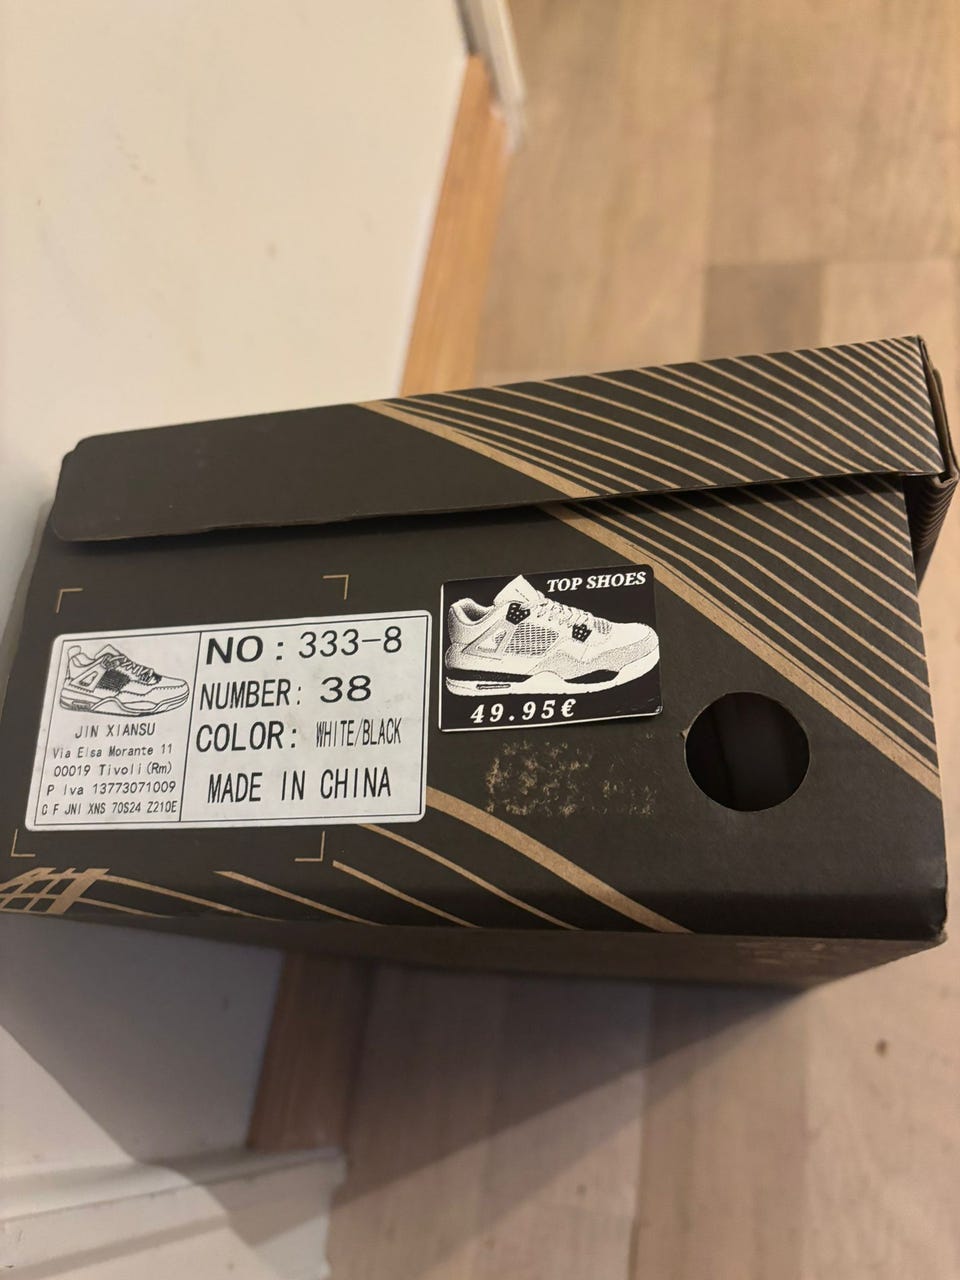 TOP SHOES
49.95€
NO: 333-8
NUMBER: 38
COLOR: WHITE/BLACK
MADE IN CHINA
JIN XIANSU
Via Elsa Morante 11
00019 Tivoli (Rm)
P Iva 13773071009
C F JNI XNS 70S24 Z210E